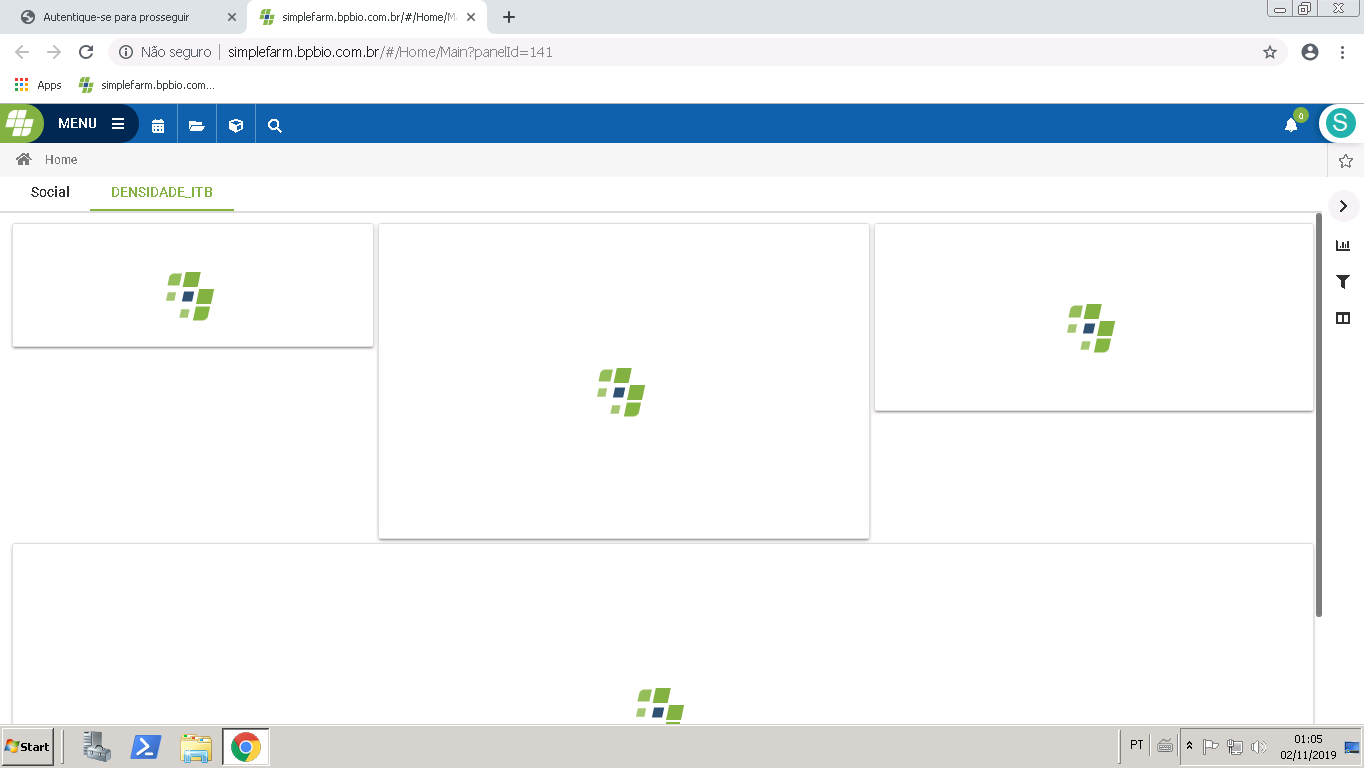 Autentique-se para prosseguir
simplefarm.bpbio.com.br/#/Home/M
Não seguro
simplefarm.bpbio.com.br/#/Home/Main?panelId=141
Apps
simplefarm.bpbio.com...
MENU
0
S
Home
Social
DENSIDADE_ITB
Start
PT
01:05
02/11/2019